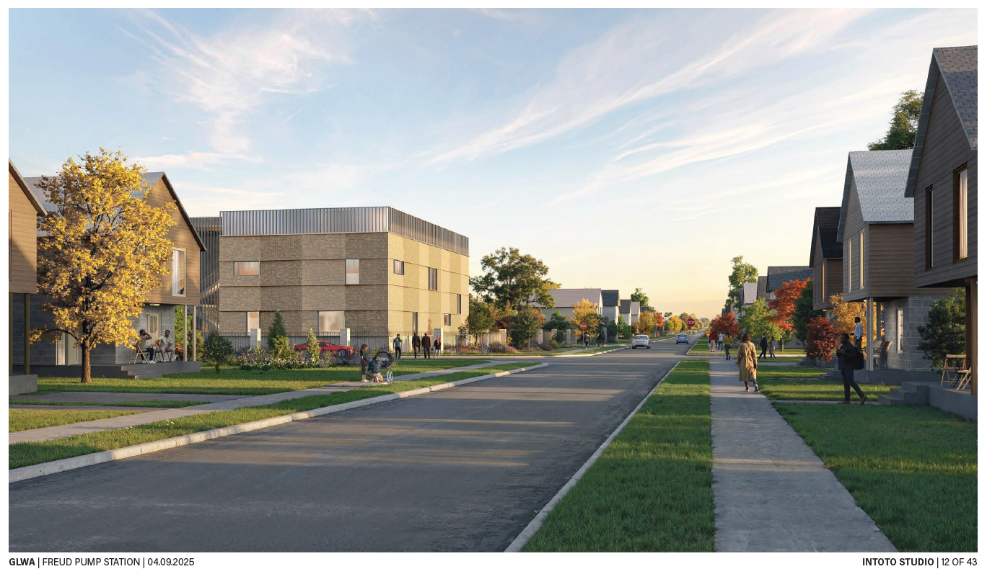 GLWA | FREUD PUMP STATION | 04.09.2025
INTOTO STUDIO | 12 OF 43